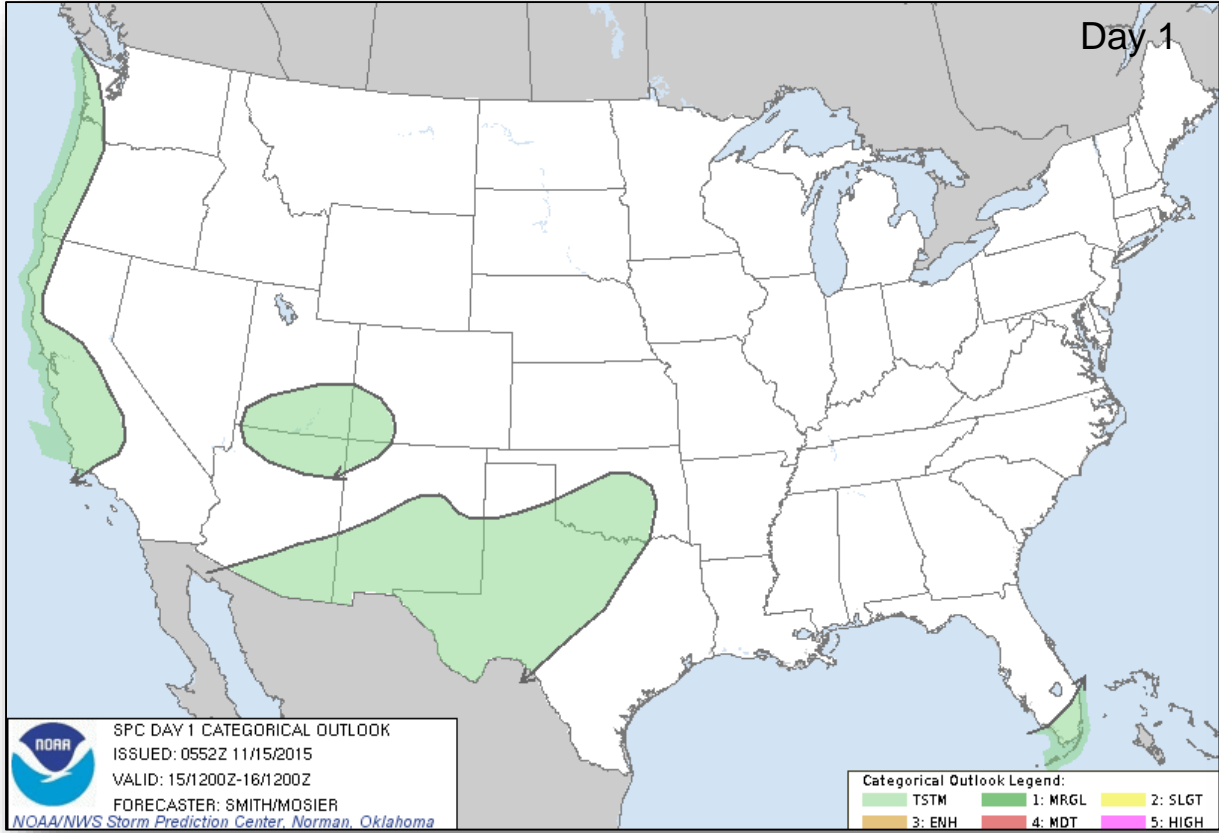 Day 1
NOAA
SPC DAY 1 CATEGORICAL OUTLOOK
ISSUED: 0552Z 11/15/2015
VALID: 15/1200Z-16/1200Z
FORECASTER: SMITH/MOSIER
NOAA/NWS Storm Prediction Center, Norman, Oklahoma
Categorical Outlook Legend:
TSTM 1: MRGL 2: SLGT
3: ENH 4: MDT 5: HIGH